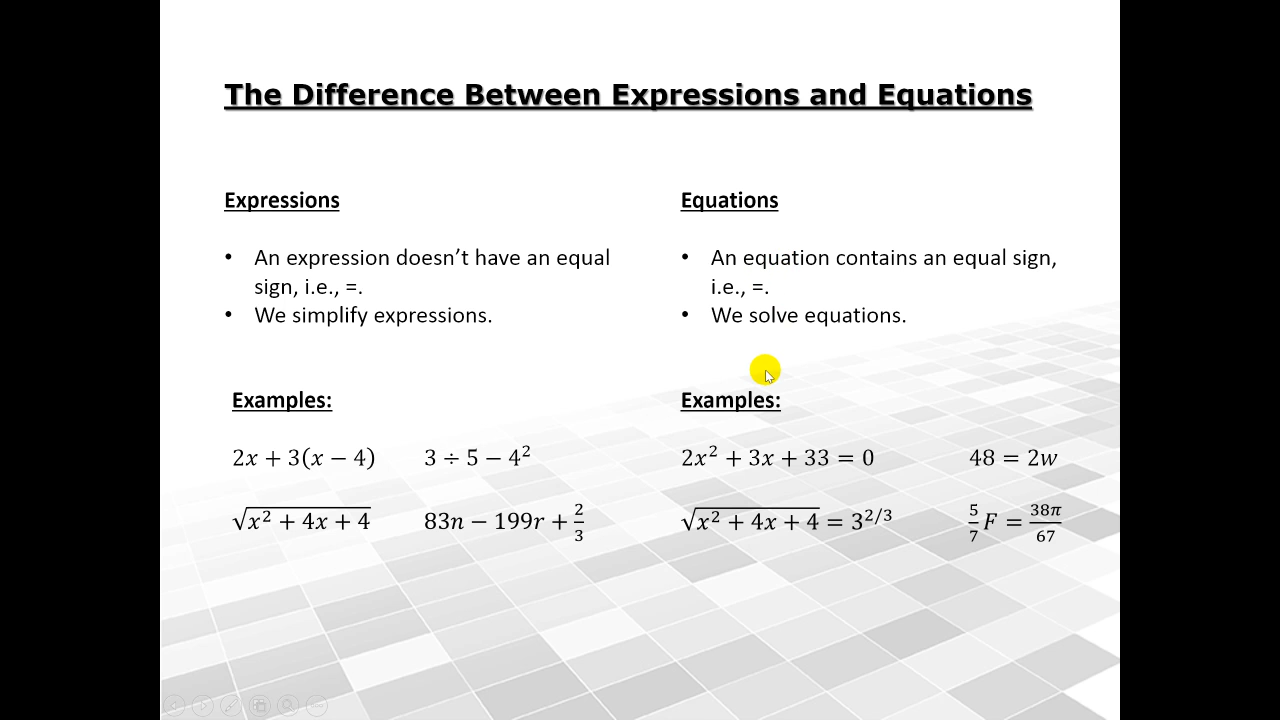 The Difference Between Expressions and Equations
Expressions
• An expression doesn't have an equal
sign, i.e., =.
• We simplify expressions.
Examples:
2x + 3(x − 4)    3 ÷ 5 − 4²
√(x² + 4x + 4)    83n − 199r + 2/3
Equations
• An equation contains an equal sign,
i.e., =.
• We solve equations.
Examples:
2x² + 3x + 33 = 0    48 = 2w
√(x² + 4x + 4) = 3^(2/3)    5/7 F = 38π/67